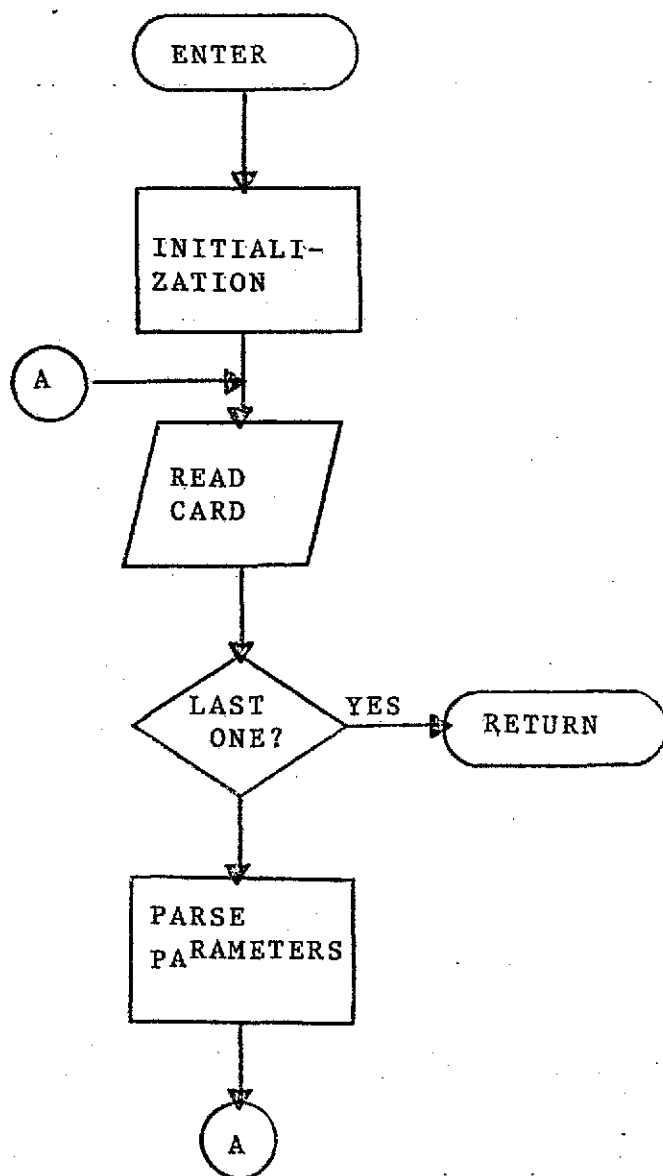 ENTER
INITIALI-
ZATION
A
READ
CARD
LAST
ONE?
YES
RETURN
PARSE
PARAMETERS
A